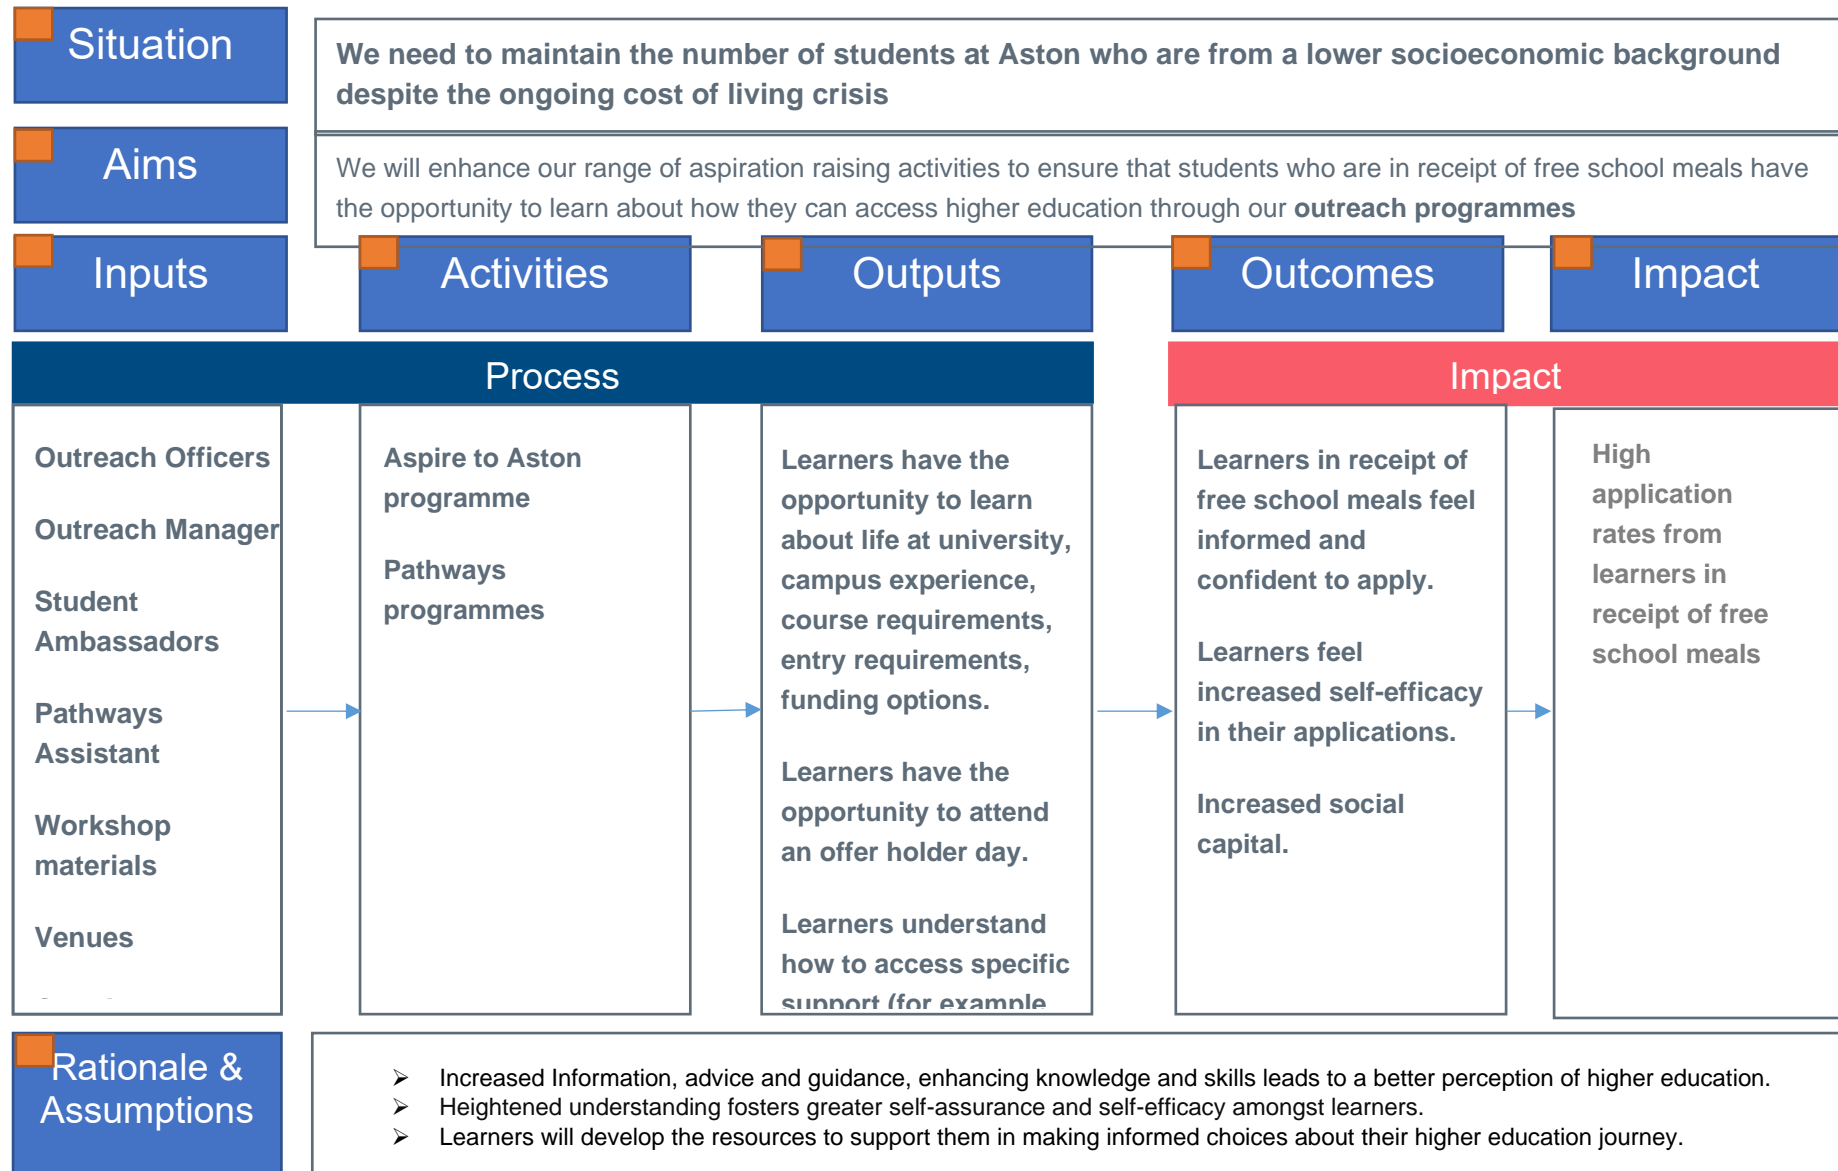 Situation
We need to maintain the number of students at Aston who are from a lower socioeconomic background
despite the ongoing cost of living crisis
Aims
We will enhance our range of aspiration raising activities to ensure that students who are in receipt of free school meals have
the opportunity to learn about how they can access higher education through our outreach programmes
Inputs
Activities
Outputs
Outcomes
Impact
Process
Impact
Outreach Officers
Outreach Manager
Student
Ambassadors
Pathways
Assistant
Workshop
materials
Venues
Aspire to Aston
programme
Pathways
programmes
Learners have the
opportunity to learn
about life at university,
campus experience,
course requirements,
entry requirements,
funding options.
Learners have the
opportunity to attend
an offer holder day.
Learners understand
how to access specific
support (for example
Learners in receipt of
free school meals feel
informed and
confident to apply.
Learners feel
increased self-efficacy
in their applications.
Increased social
capital.
High
application
rates from
learners in
receipt of free
school meals
Rationale &
Assumptions
➢ Increased Information, advice and guidance, enhancing knowledge and skills leads to a better perception of higher education.
➢ Heightened understanding fosters greater self-assurance and self-efficacy amongst learners.
➢ Learners will develop the resources to support them in making informed choices about their higher education journey.